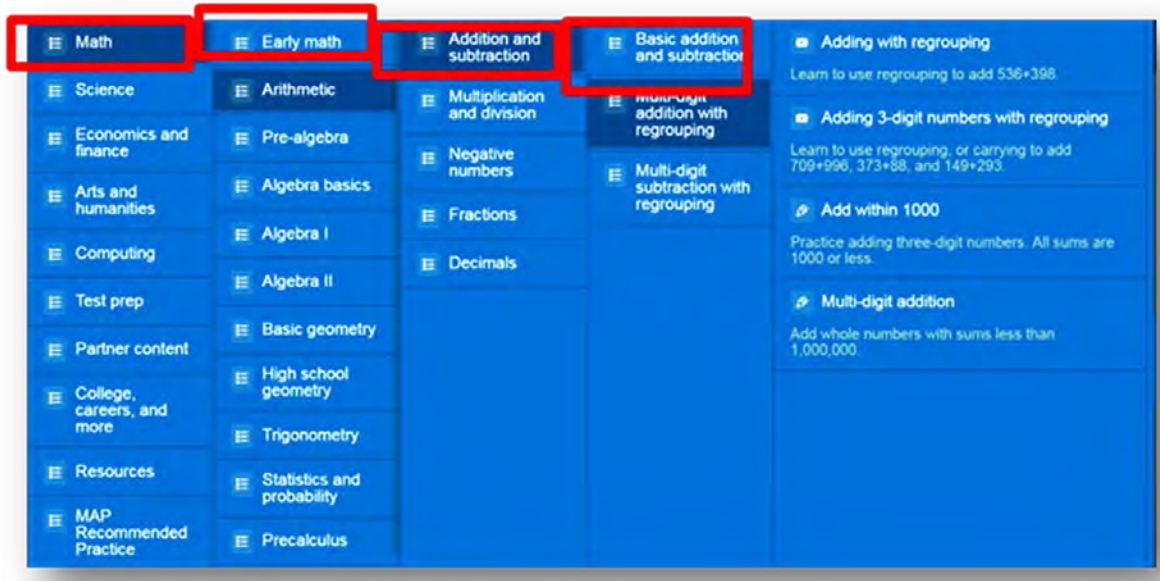 Math
Science
Economics and
finance
Arts and
humanities
Computing
Test prep
Partner content
College,
careers, and
more
Resources
MAP
Recommended
Practice
Early math
Arithmetic
Pre-algebra
Algebra basics
Algebra I
Algebra II
Basic geometry
High school
geometry
Trigonometry
Statistics and
probability
Precalculus
Addition and
subtraction
Multiplication
and division
Negative
numbers
Fractions
Decimals
Basic addition
and subtraction
Multi-digit
addition with
regrouping
Multi-digit
subtraction with
regrouping
Adding with regrouping
Learn to use regrouping to add 536+398.
Adding 3-digit numbers with regrouping
Learn to use regrouping, or carrying to add
709+996, 373+88, and 149+293.
Add within 1000
Practice adding three-digit numbers. All sums are
1000 or less.
Multi-digit addition
Add whole numbers with sums less than
1,000,000.